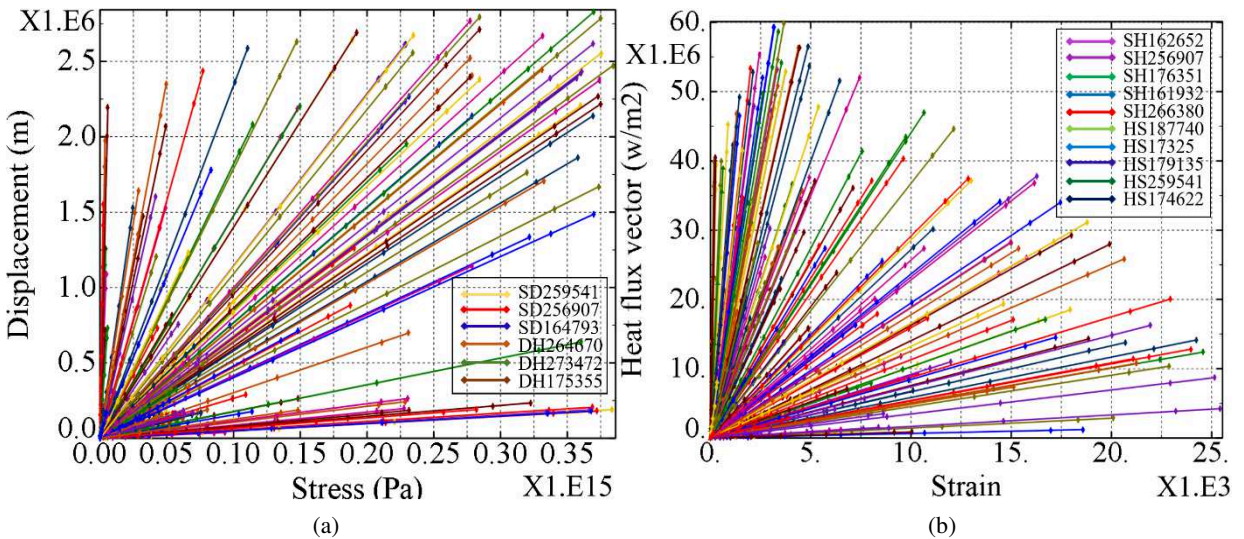 X1.E6
Displacement (m)
2.5
2.0
1.5
1.0
0.5
0.0
0.00 0.05 0.10 0.15 0.20 0.25 0.30 0.35
Stress (Pa)
X1.E15
SD259541
SD256907
SD164793
DH264670
DH273472
DH175355
(a)
60.
X1.E6
Heat flux vector (w/m2)
50.
40.
30.
20.
10.
0.
0. 5. 10. 15. 20. 25.
Strain
X1.E3
SH162652
SH256907
SH176351
SH161932
SH266380
HS187740
HS17325
HS179135
HS259541
HS174622
(b)